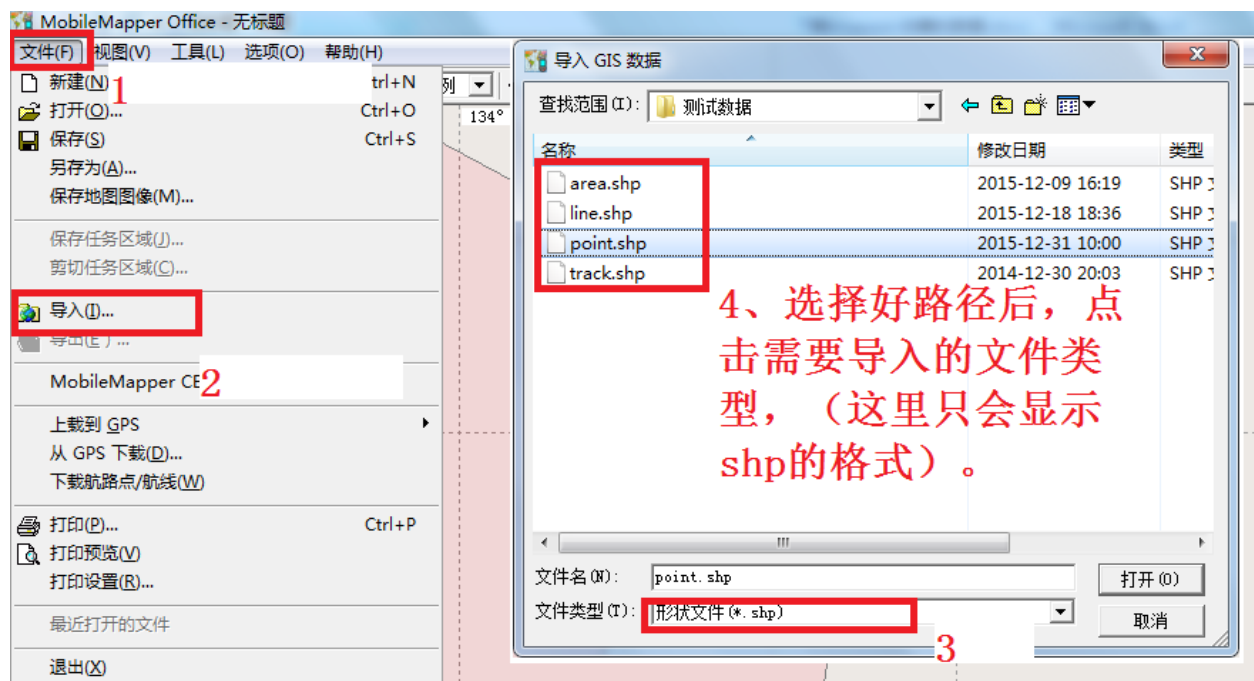 MobileMapper Office - 无标题
文件(F) 视图(V) 工具(L) 选项(O) 帮助(H)
1
新建(N) trl+N
打开(O)... Ctrl+O
保存(S) Ctrl+S
另存为(A)...
保存地图图像(M)...
保存任务区域(J)...
剪切任务区域(C)...
导入(I)...
导出(E)...
MobileMapper CE
2
上载到 GPS
从 GPS 下载(D)...
下载航路点/航线(W)
打印(P)... Ctrl+P
打印预览(V)
打印设置(R)...
最近打开的文件
退出(X)
列
134°
导入 GIS 数据
查找范围(I): 测试数据
名称 修改日期 类型
area.shp 2015-12-09 16:19 SHP
line.shp 2015-12-18 18:36 SHP
point.shp 2015-12-31 10:00 SHP
track.shp 2014-12-30 20:03 SHP
4、选择好路径后，点
击需要导入的文件类
型，（这里只会显示
shp的格式）。
文件名(N): point.shp 打开(O)
文件类型(T): 形状文件(*.shp) 取消
3